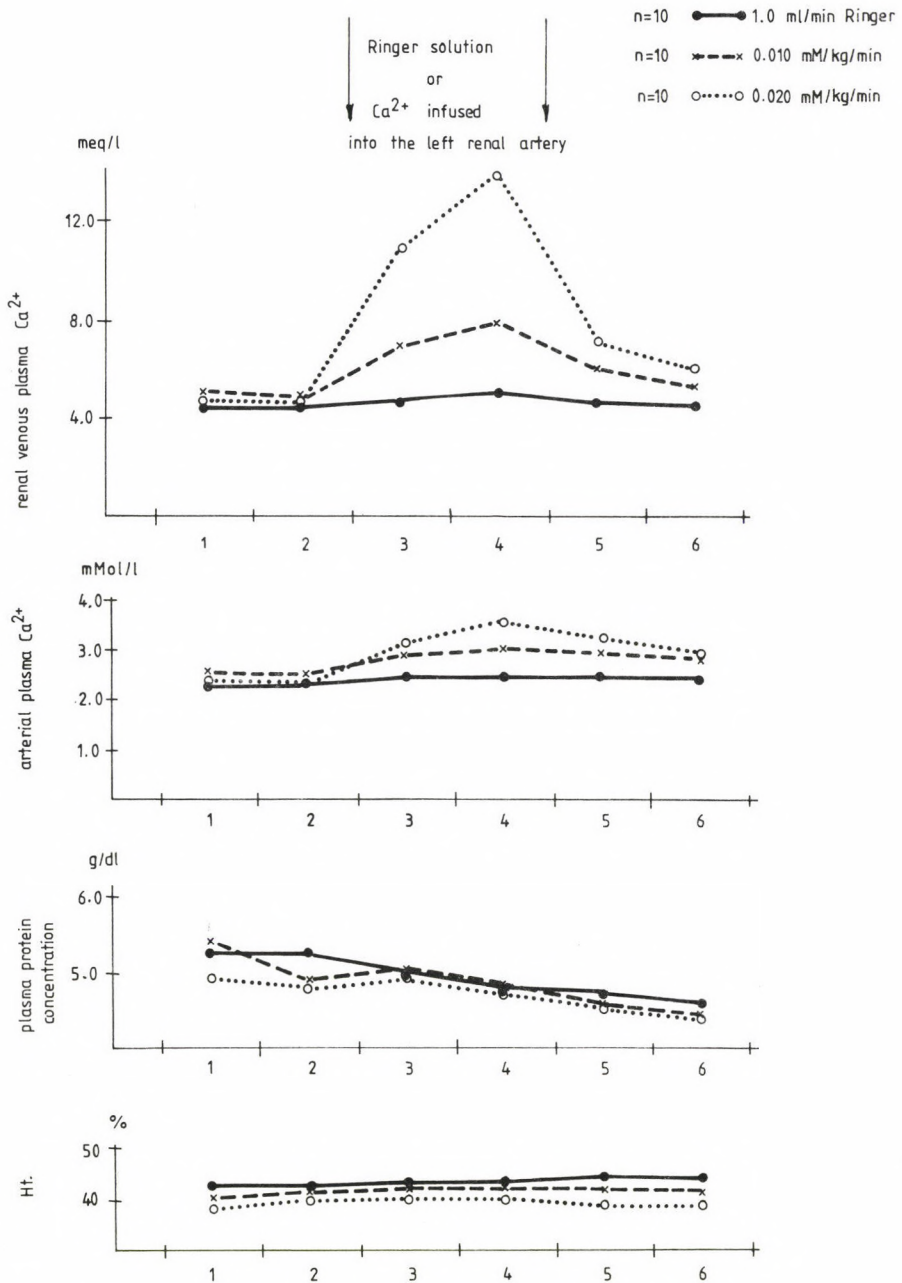 n=10 1.0 ml/min Ringer
n=10 0.010 mM/kg/min
n=10 0.020 mM/kg/min
Ringer solution
or
Ca²⁺ infused
into the left renal artery
meq/l
renal venous plasma Ca²⁺
12.0
8.0
4.0
1 2 3 4 5 6
mMol/l
arterial plasma Ca²⁺
4.0
3.0
2.0
1.0
1 2 3 4 5 6
g/dl
plasma protein
concentration
6.0
5.0
1 2 3 4 5 6
%
Ht.
50
40
1 2 3 4 5 6